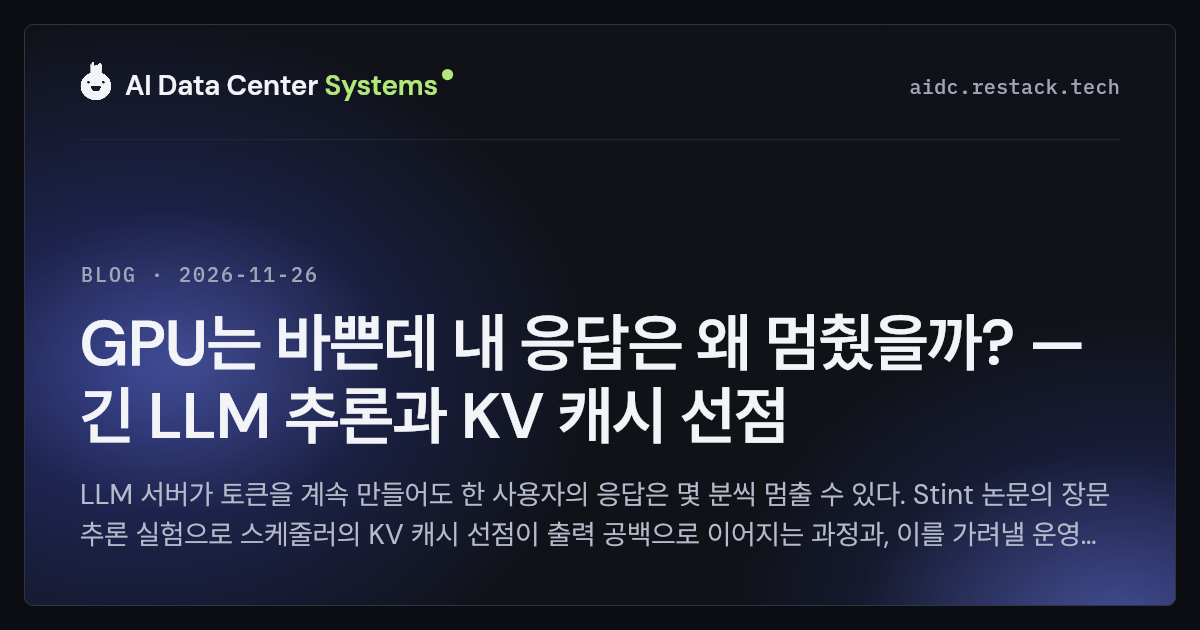 AI Data Center Systems
aidc.restack.tech
BLOG · 2026-11-26
GPU는 바쁜데 내 응답은 왜 멈췄을까? —
긴 LLM 추론과 KV 캐시 선점
LLM 서버가 토큰을 계속 만들어도 한 사용자의 응답은 몇 분씩 멈출 수 있다. Stint 논문의 장문
추론 실험으로 스케줄러의 KV 캐시 선점이 출력 공백으로 이어지는 과정과, 이를 가려낼 운영…